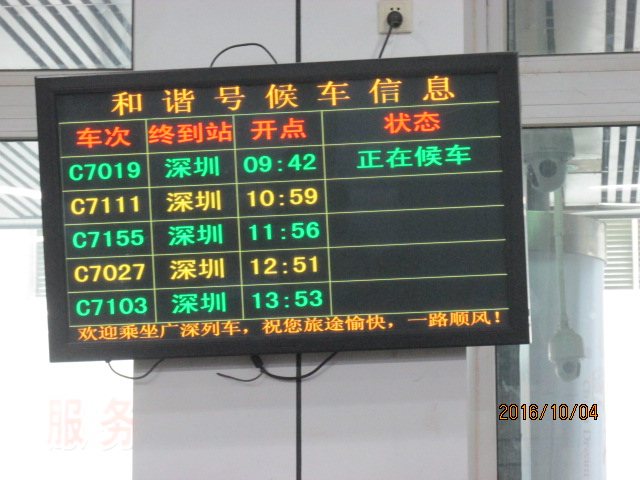 和谐号候车信息
车次 终到站 开点 状态
C7019 深圳 09:42 正在候车
C7111 深圳 10:59
C7155 深圳 11:56
C7027 深圳 12:51
C7103 深圳 13:53
欢迎乘坐广深列车，祝您旅途愉快，一路顺风！
服务
2016/10/04